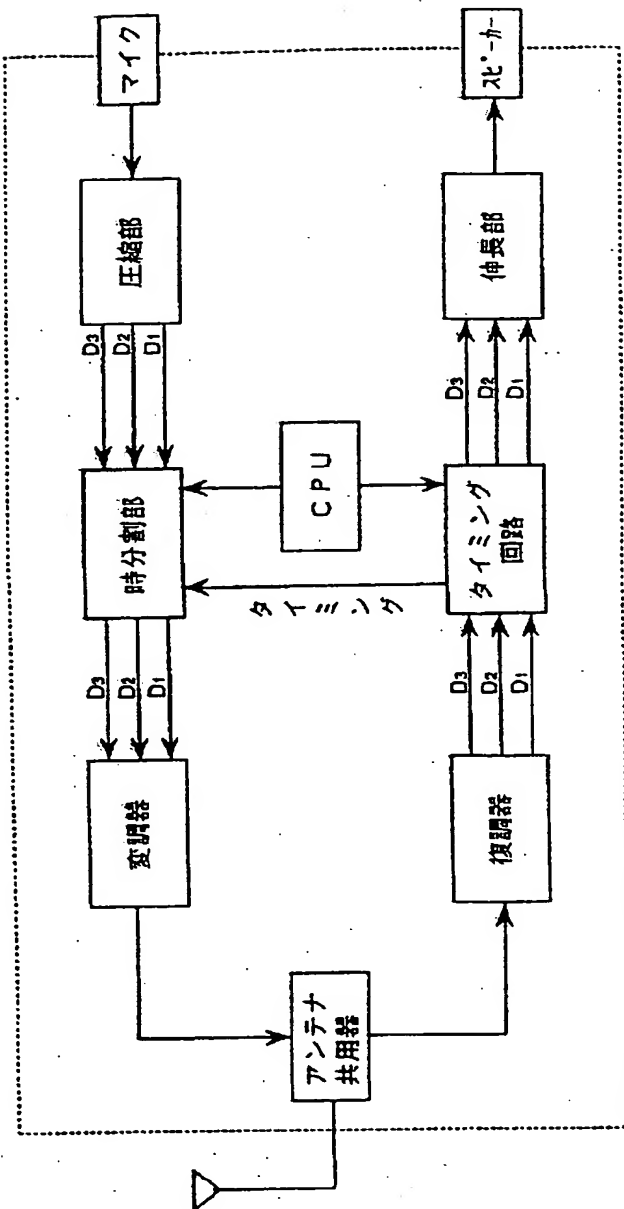 マイク
圧縮部
D3
D2
D1
時分割部
D3
D2
D1
変調器
アンテナ
共用器
CPU
タイミング
スピーカー
伸長部
D3
D2
D1
タイミング
回路
D3
D2
D1
復調器